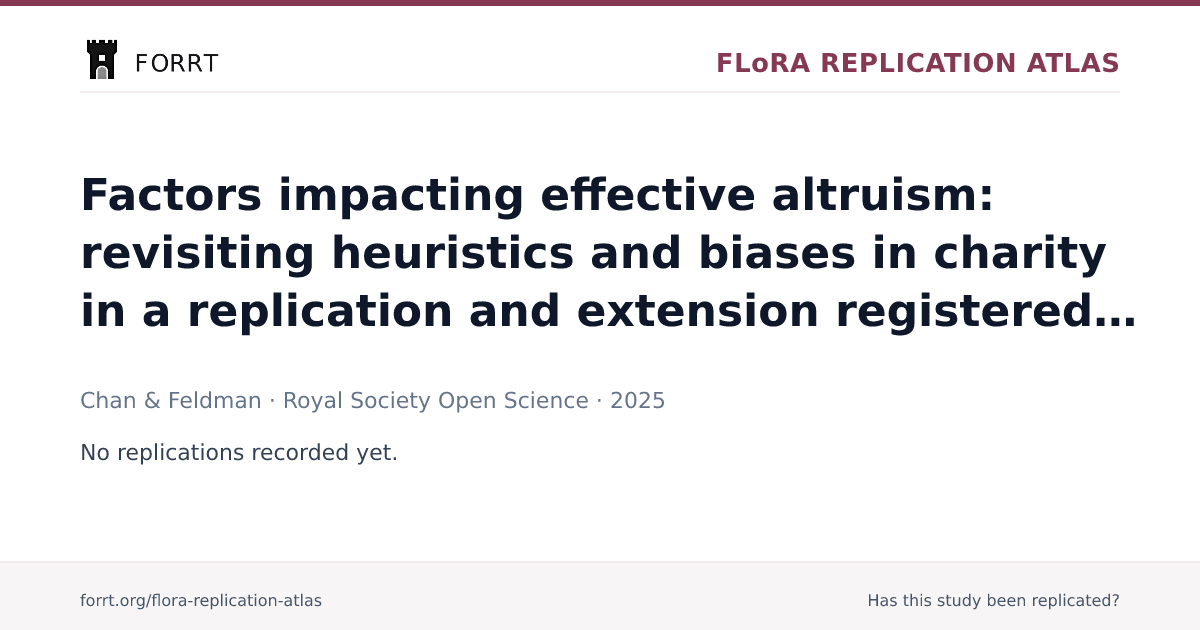 FORRT
FLoRA REPLICATION ATLAS
Factors impacting effective altruism:
revisiting heuristics and biases in charity
in a replication and extension registered…
Chan & Feldman · Royal Society Open Science · 2025
No replications recorded yet.
forrt.org/flora-replication-atlas
Has this study been replicated?